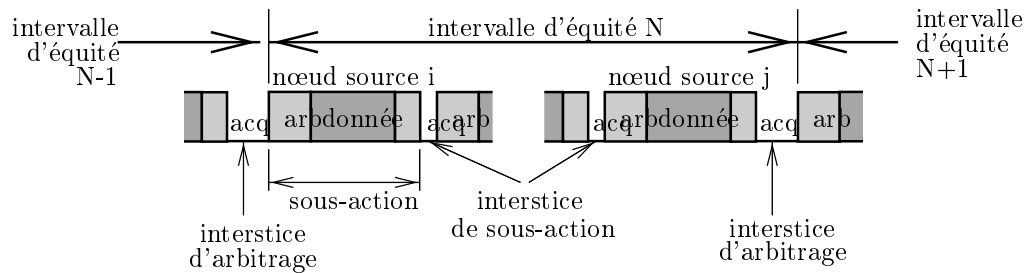 intervalle
d'équité
N-1
intervalle d'équité N
intervalle
d'équité
N+1
nœud source i
nœud source j
acq arb donnée acq arb
acq arb donnée acq arb
sous-action
interstice
de sous-action
interstice
d'arbitrage
interstice
d'arbitrage